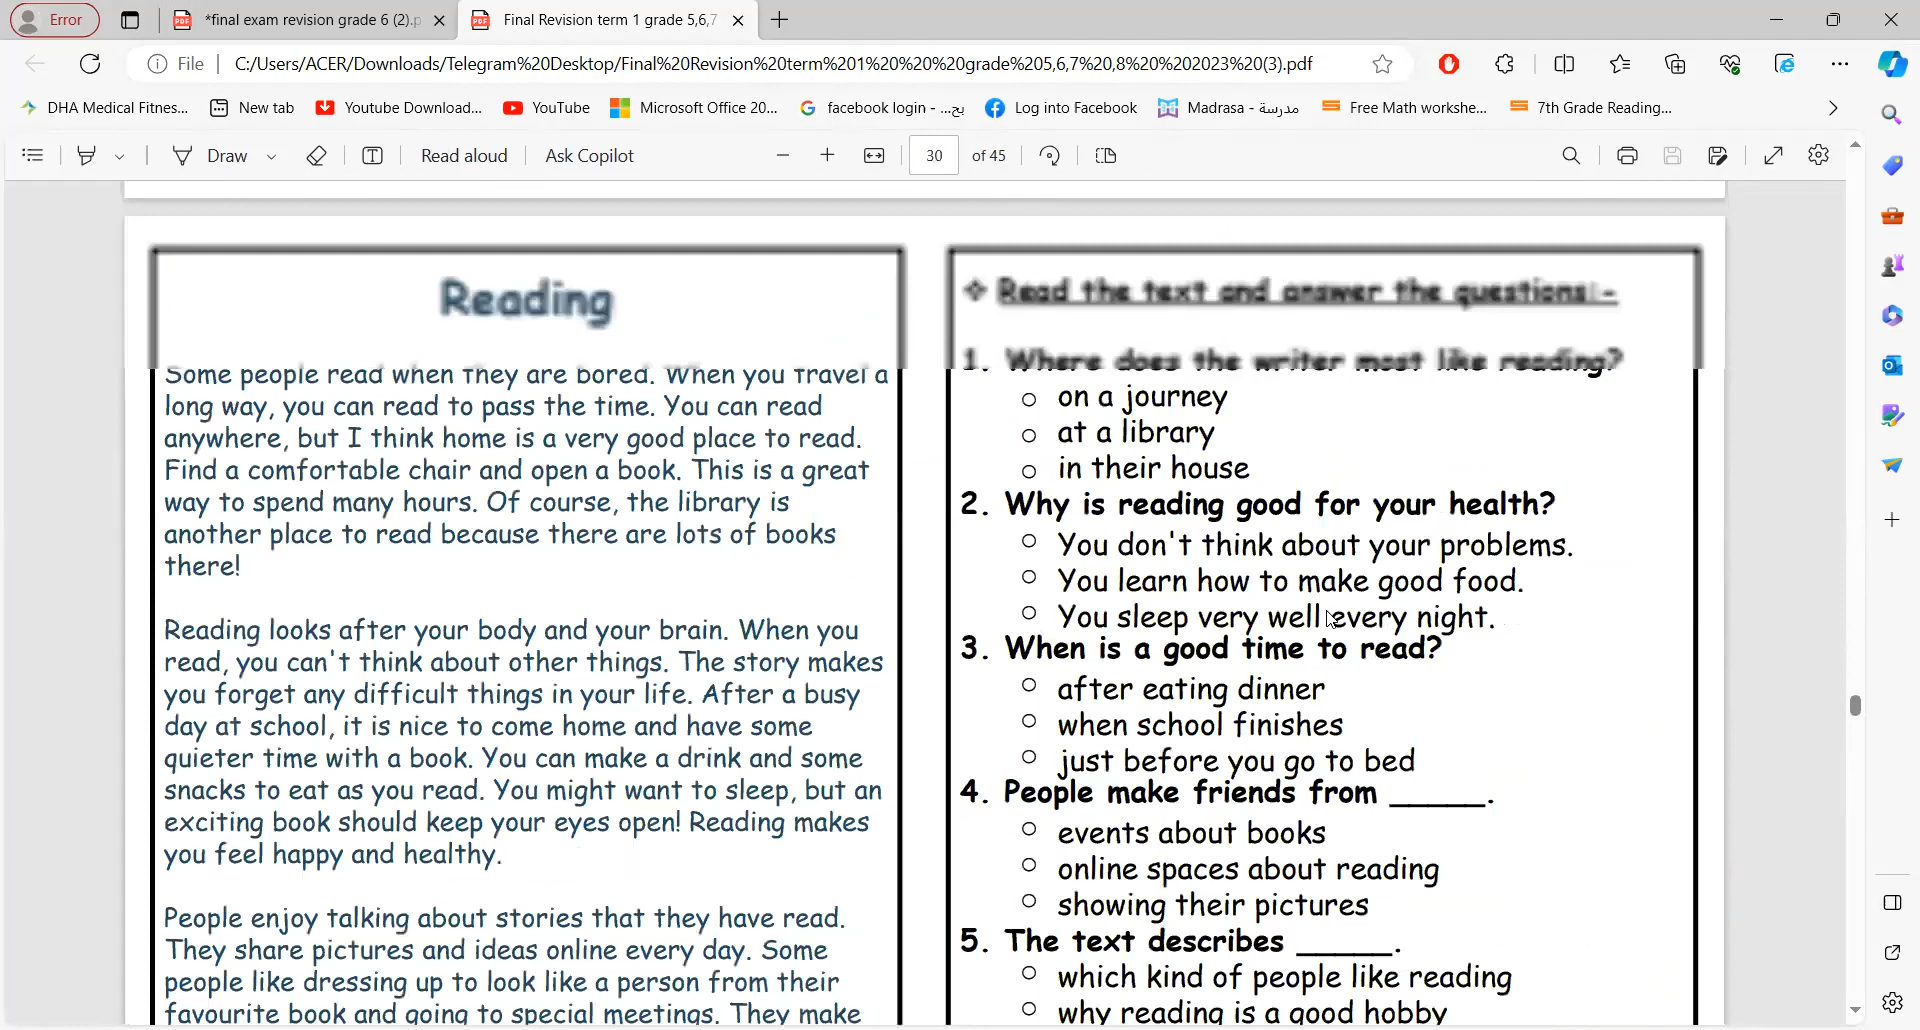 Error
*final exam revision grade 6 (2).p
Final Revision term 1 grade 5,6,7
File
C:/Users/ACER/Downloads/Telegram%20Desktop/Final%20Revision%20term%201%20%20%20grade%205,6,7%20,8%20%202023%20(3).pdf
DHA Medical Fitnes...
New tab
Youtube Download...
YouTube
Microsoft Office 20...
facebook login - ...بح
Log into Facebook
Madrasa - مدرسة
Free Math workshe...
7th Grade Reading...
Draw
Read aloud
Ask Copilot
30
of 45
Reading
Some people read when they are bored. When you travel a
long way, you can read to pass the time. You can read
anywhere, but I think home is a very good place to read.
Find a comfortable chair and open a book. This is a great
way to spend many hours. Of course, the library is
another place to read because there are lots of books
there!
Reading looks after your body and your brain. When you
read, you can't think about other things. The story makes
you forget any difficult things in your life. After a busy
day at school, it is nice to come home and have some
quieter time with a book. You can make a drink and some
snacks to eat as you read. You might want to sleep, but an
exciting book should keep your eyes open! Reading makes
you feel happy and healthy.
People enjoy talking about stories that they have read.
They share pictures and ideas online every day. Some
people like dressing up to look like a person from their
favourite book and going to special meetings. They make
❖ Read the text and answer the questions:-
1. Where does the writer most like reading?
○ on a journey
○ at a library
○ in their house
2. Why is reading good for your health?
○ You don't think about your problems.
○ You learn how to make good food.
○ You sleep very well every night.
3. When is a good time to read?
○ after eating dinner
○ when school finishes
○ just before you go to bed
4. People make friends from _____.
○ events about books
○ online spaces about reading
○ showing their pictures
5. The text describes _____.
○ which kind of people like reading
○ why reading is a good hobby